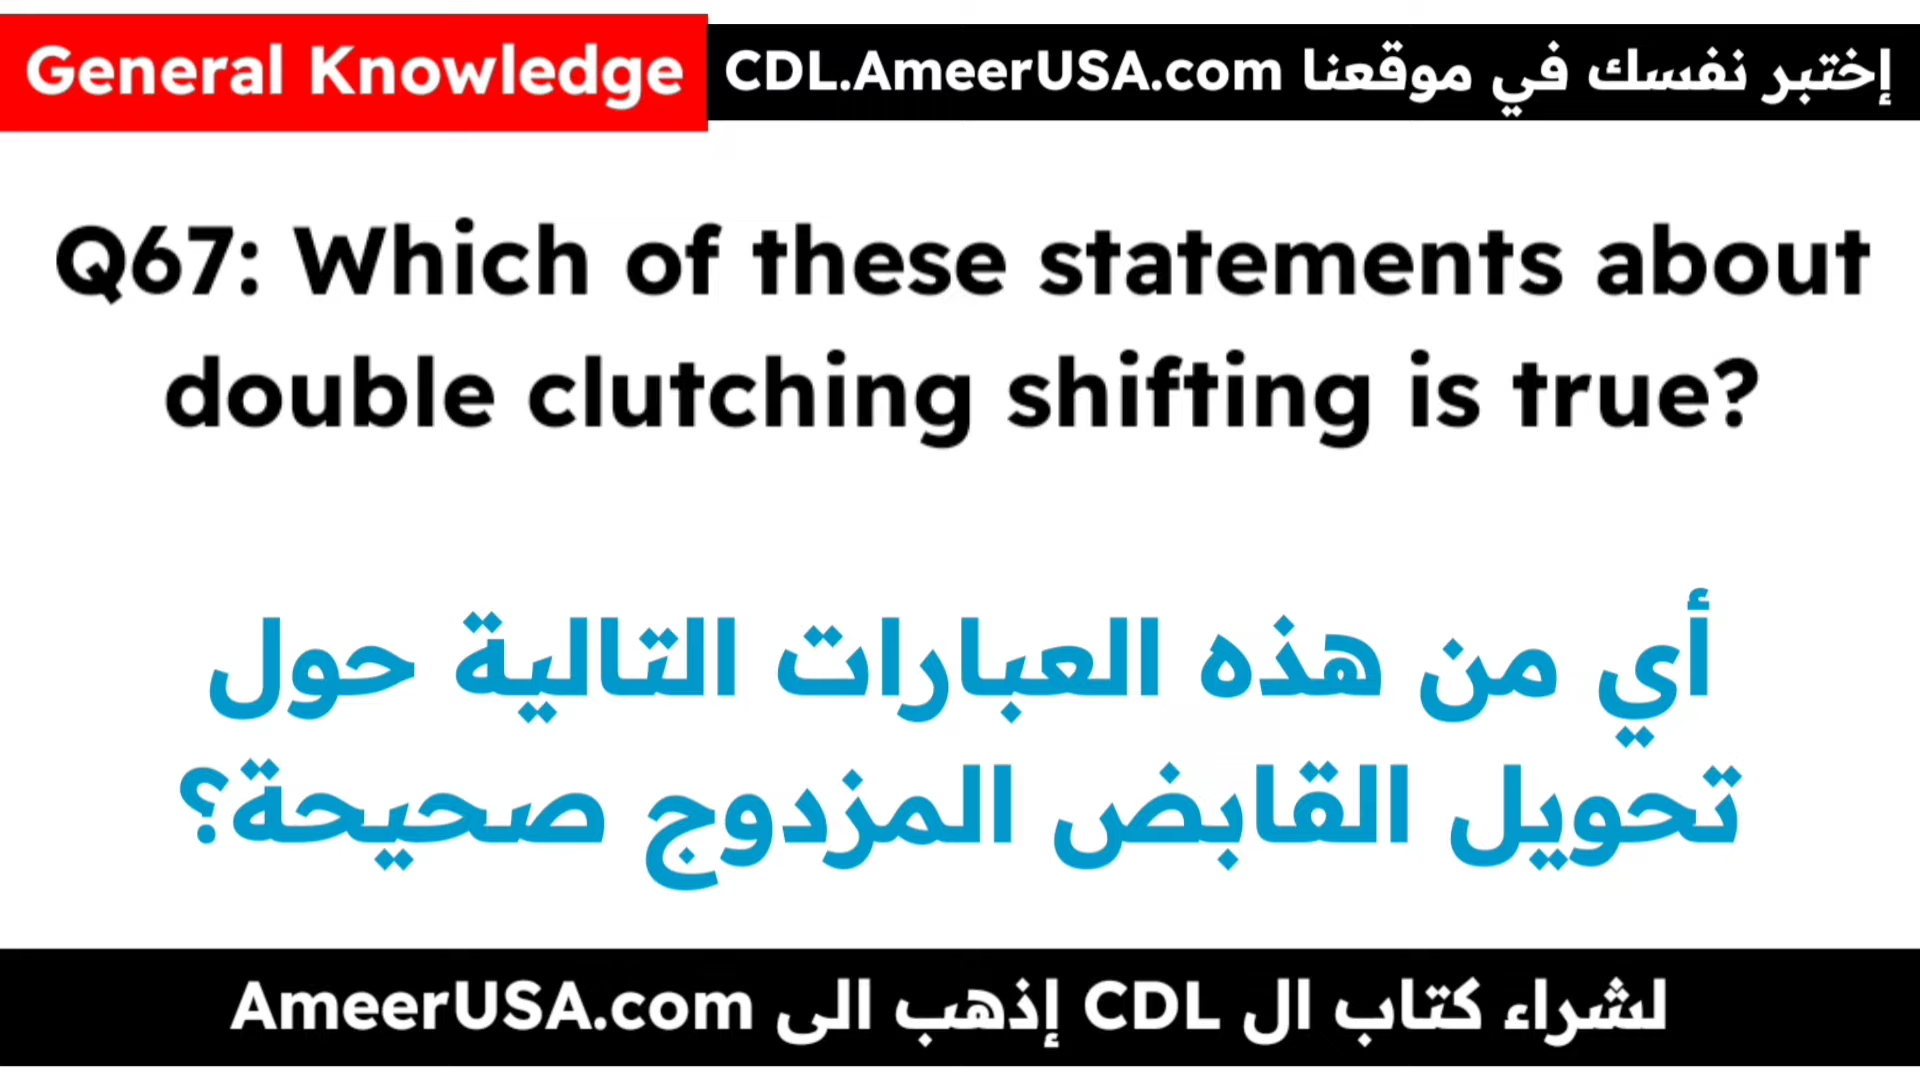 General Knowledge
إختبر نفسك في موقعنا CDL.AmeerUSA.com
Q67: Which of these statements about
double clutching shifting is true?
أي من هذه العبارات التالية حول
تحويل القابض المزدوج صحيحة؟
لشراء كتاب ال CDL إذهب الى AmeerUSA.com